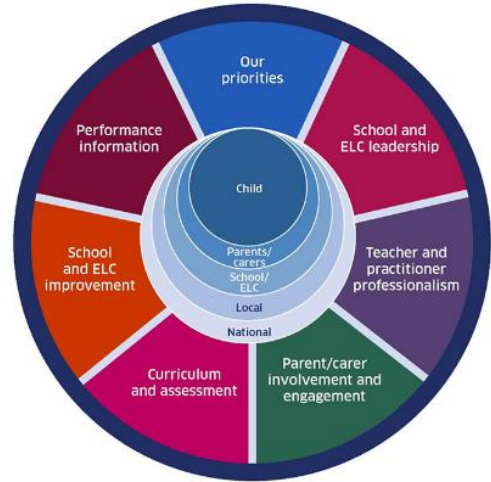 Our
priorities
School and
ELC leadership
Teacher and
practitioner
professionalism
Parent/carer
involvement and
engagement
Curriculum
and assessment
School
and ELC
improvement
Performance
information
Child
Parents/
carers
School/
ELC
Local
National